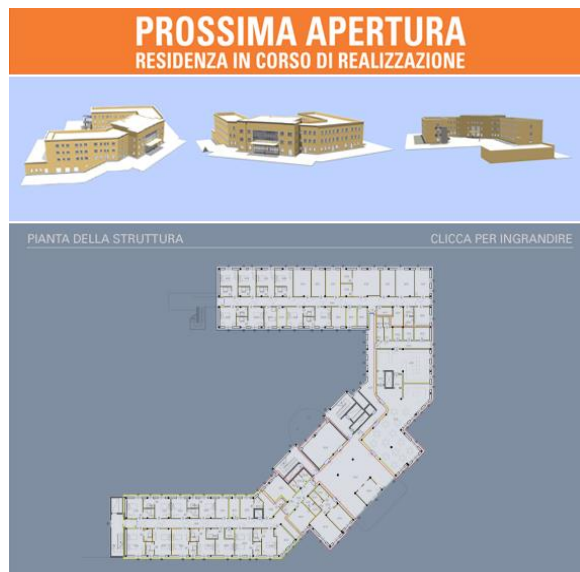 PROSSIMA APERTURA
RESIDENZA IN CORSO DI REALIZZAZIONE
PIANTA DELLA STRUTTURA
CLICCA PER INGRANDIRE